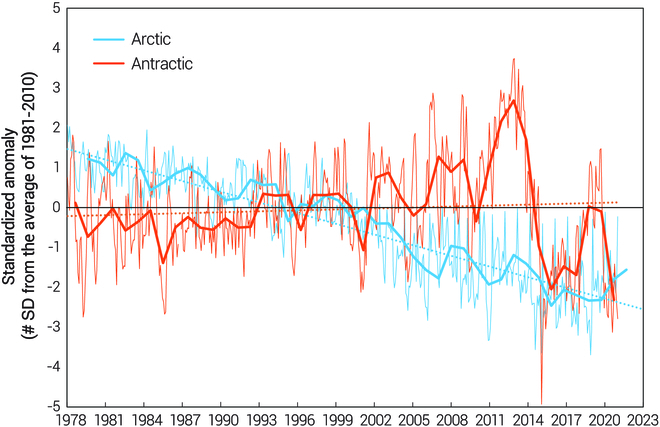 5
4
3
2
1
0
-1
-2
-3
-4
-5
Standardized anomaly
(# SD from the average of 1981-2010)
Arctic
Antractic
1978 1981 1984 1987 1990 1993 1996 1999 2002 2005 2008 2011 2014 2017 2020 2023